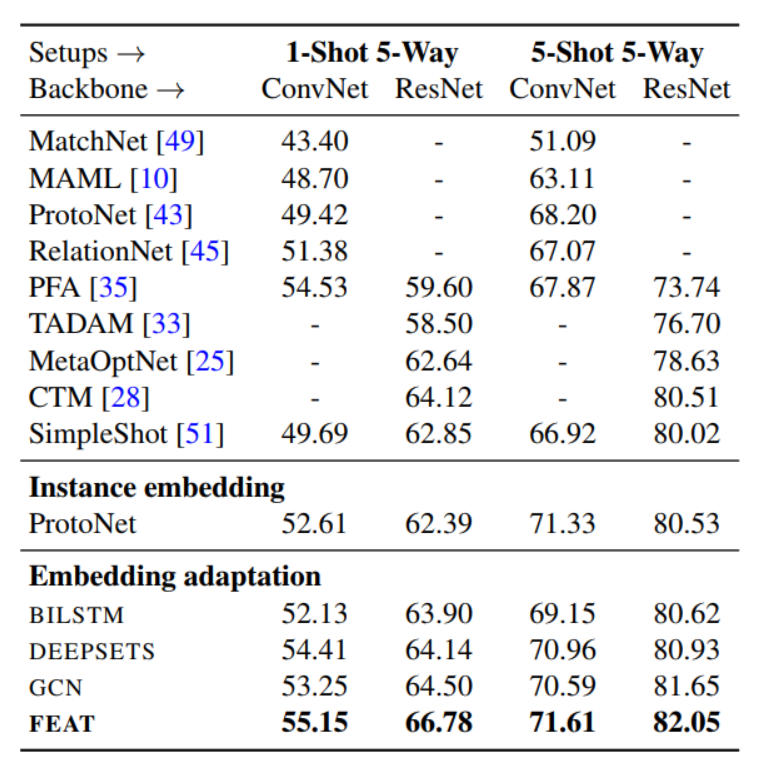 Setups → 1-Shot 5-Way 5-Shot 5-Way
Backbone → ConvNet ResNet ConvNet ResNet
MatchNet [49] 43.40 - 51.09 -
MAML [10] 48.70 - 63.11 -
ProtoNet [43] 49.42 - 68.20 -
RelationNet [45] 51.38 - 67.07 -
PFA [35] 54.53 59.60 67.87 73.74
TADAM [33] - 58.50 - 76.70
MetaOptNet [25] - 62.64 - 78.63
CTM [28] - 64.12 - 80.51
SimpleShot [51] 49.69 62.85 66.92 80.02
Instance embedding
ProtoNet 52.61 62.39 71.33 80.53
Embedding adaptation
BILSTM 52.13 63.90 69.15 80.62
DEEPSETS 54.41 64.14 70.96 80.93
GCN 53.25 64.50 70.59 81.65
FEAT 55.15 66.78 71.61 82.05